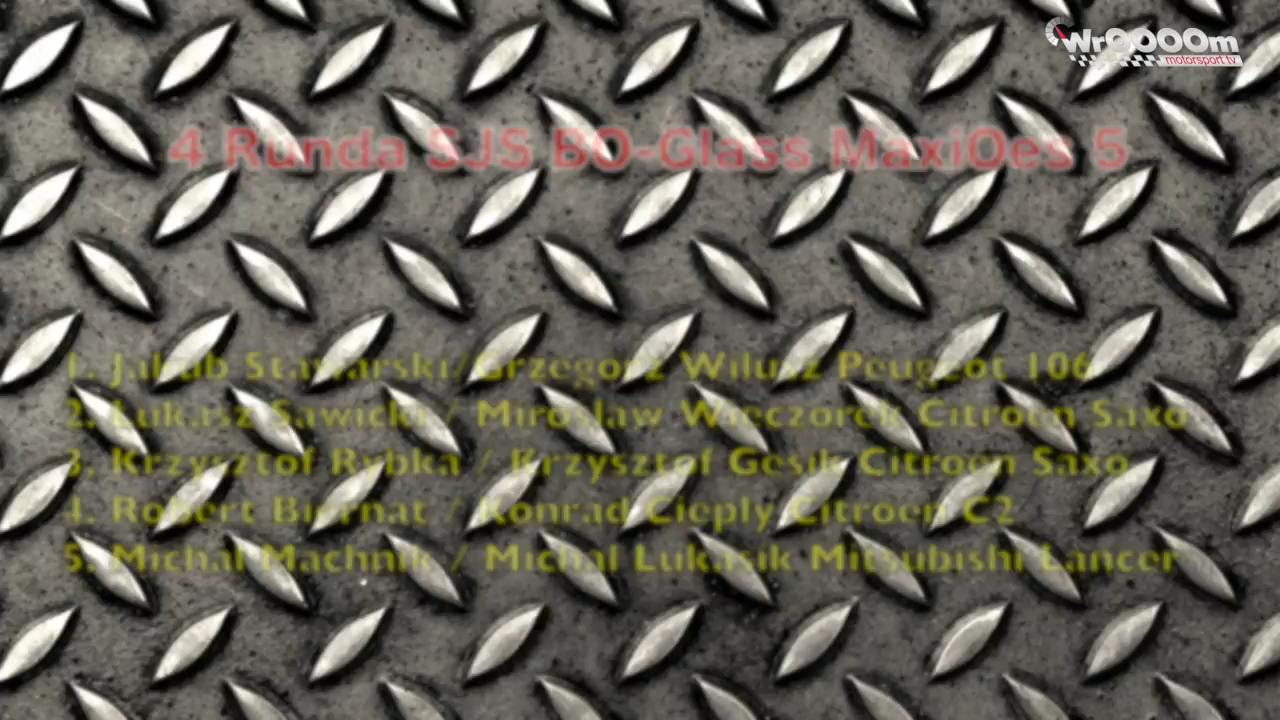 WrOOOOm
motorsport.tv
4 Runda SJS BO-Glass MaxiOes 5
1. Jakub Stawarski/Grzegorz Wilusz Peugeot 106
2. Lukasz Sawicki / Miroslaw Wieczorek Citroen Saxo
3. Krzysztof Rybka / Krzysztof Gesik Citroen Saxo
4. Robert Biernat / Konrad Cieply Citroen C2
5. Michal Machnik / Michal Lukasik Mitsubishi Lancer